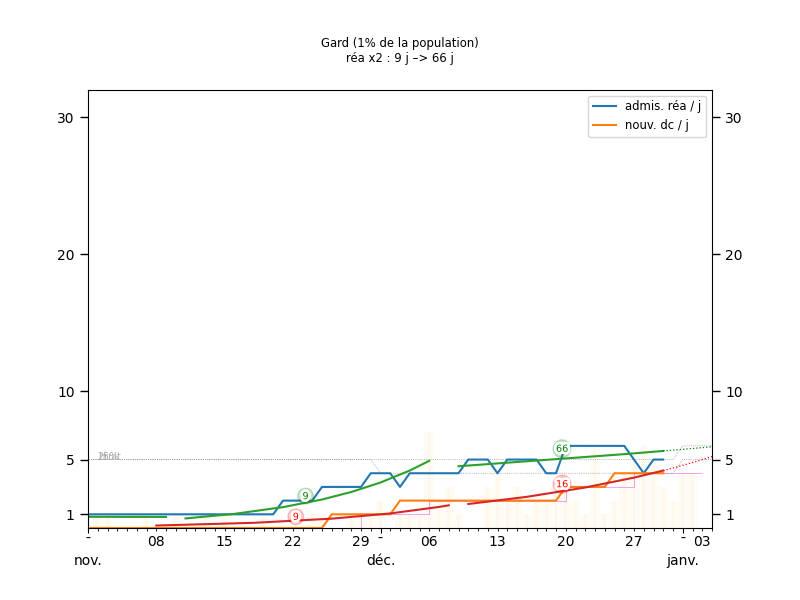 Gard (1% de la population)
réa x2 : 9 j –> 66 j
admis. réa / j
nouv. dc / j
30 30
20 20
10 10
5 5
1 1
66
16
9
9
- 08 15 22 29 - 06 13 20 27 - 03
nov. déc. janv.